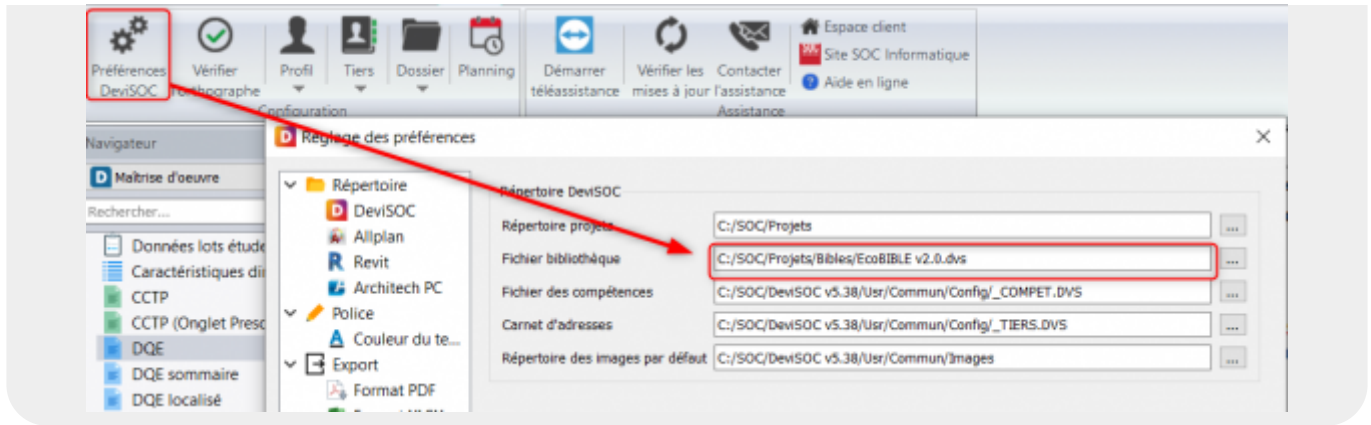 Préférences DeviSOC
Vérifier l'orthographe
Profil
Tiers
Dossier
Planning
Configuration
Démarrer téléassistance
Vérifier les mises à jour
Contacter l'assistance
Espace client
Site SOC Informatique
Aide en ligne
Assistance
Navigateur
Maîtrise d'oeuvre
Rechercher...
Données lots étude
Caractéristiques di
CCTP
CCTP (Onglet Presc
DQE
DQE sommaire
DQE localisé
Réglage des préférences
Répertoire
DeviSOC
Allplan
Revit
Architech PC
Police
Couleur du te...
Export
Format PDF
Répertoire DeviSOC
Répertoire projets
C:/SOC/Projets
...
Fichier bibliothèque
C:/SOC/Projets/Bibles/EcoBIBLE v2.0.dvs
...
Fichier des compétences
C:/SOC/DeviSOC v5.38/Usr/Commun/Config/_COMPET.DVS
...
Carnet d'adresses
C:/SOC/DeviSOC v5.38/Usr/Commun/Config/_TIERS.DVS
...
Répertoire des images par défaut
C:/SOC/DeviSOC v5.38/Usr/Commun/Images
...